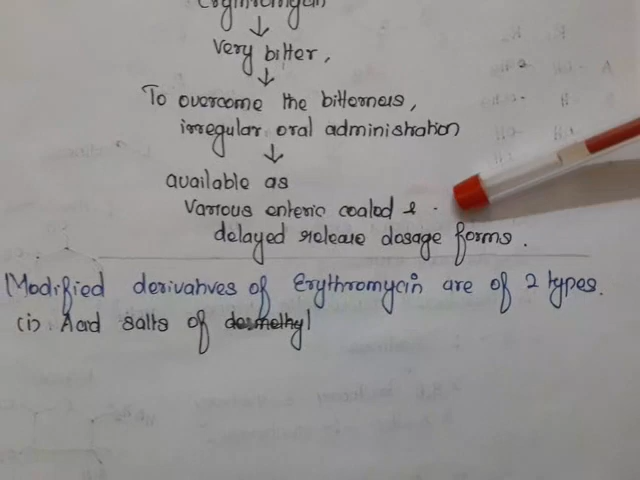 Erythromycin
↓
Very bitter,
↓
To overcome the bitterness,
irregular oral administration
↓
available as
various enteric coated & .
delayed release dosage forms.
Modified derivatives of Erythromycin are of 2 types.
(i). Acid salts of